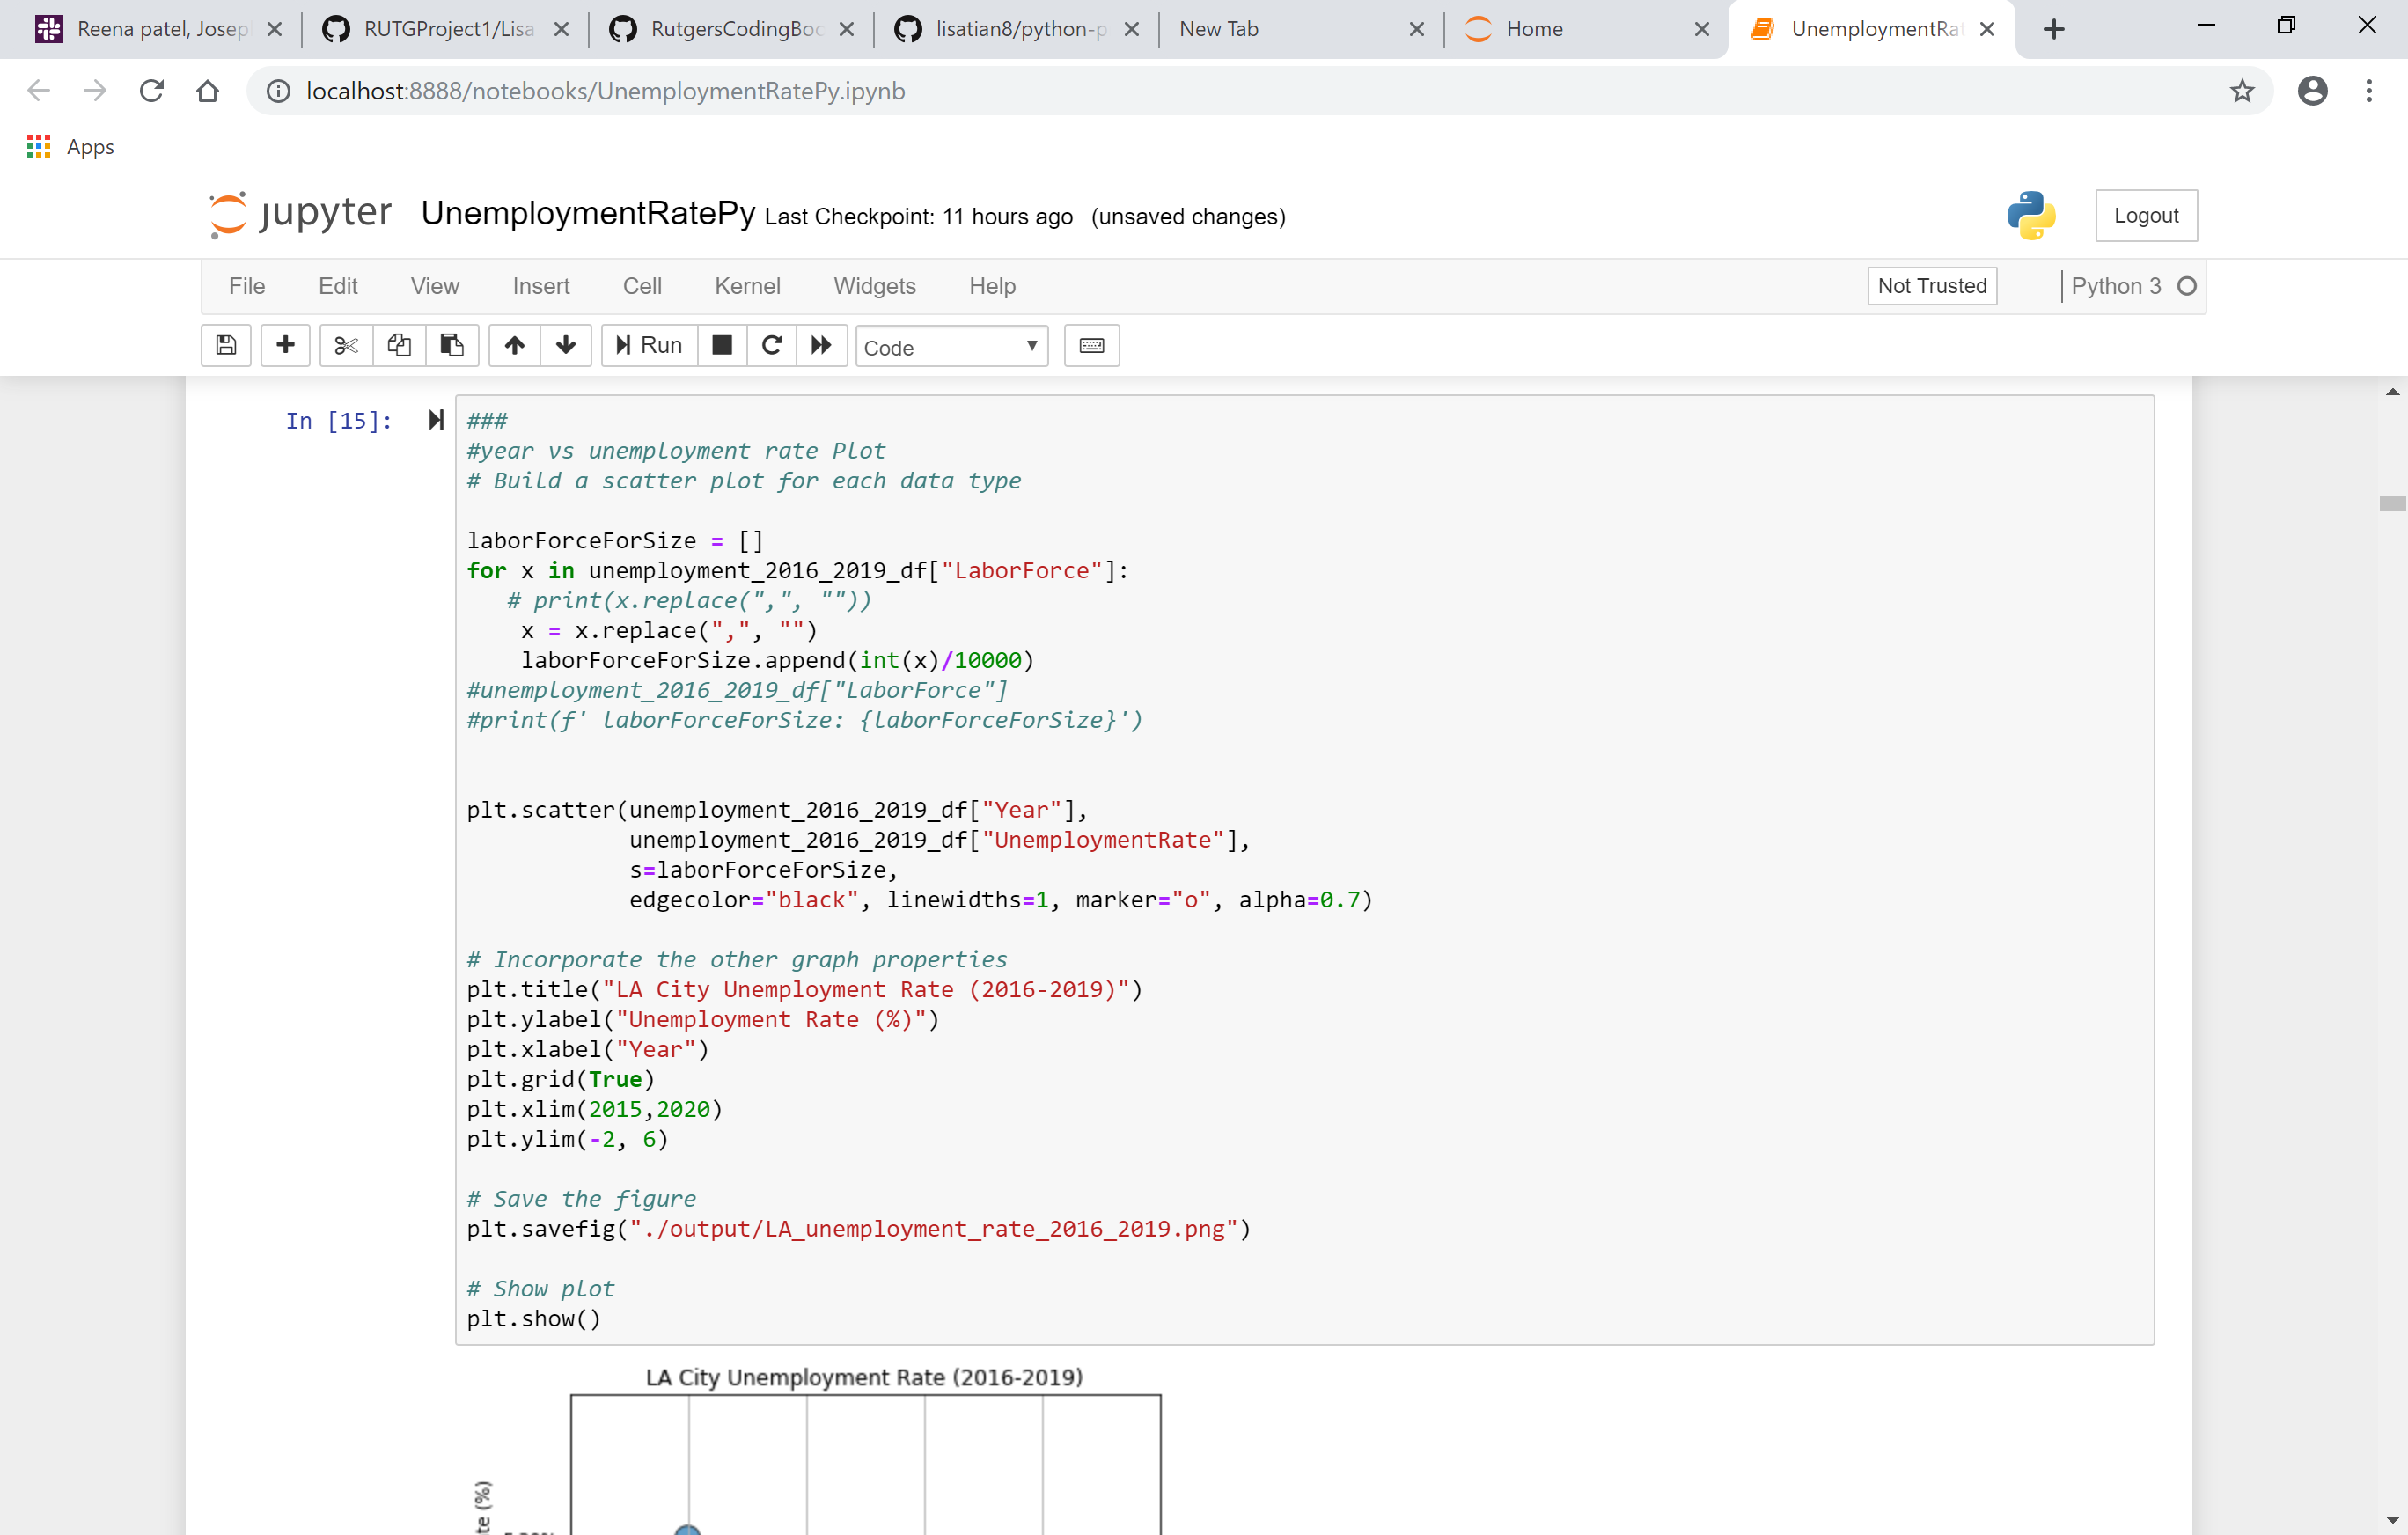 Reena patel, Josep
RUTGProject1/Lisa
RutgersCodingBoo
lisatian8/python-p
New Tab
Home
UnemploymentRat
localhost:8888/notebooks/UnemploymentRatePy.ipynb
Apps
jupyter UnemploymentRatePy Last Checkpoint: 11 hours ago (unsaved changes)
Logout
File Edit View Insert Cell Kernel Widgets Help
Not Trusted
Python 3
Run
Code
In [15]:
###
#year vs unemployment rate Plot
# Build a scatter plot for each data type
laborForceForSize = []
for x in unemployment_2016_2019_df["LaborForce"]:
# print(x.replace(",", ""))
x = x.replace(",", "")
laborForceForSize.append(int(x)/10000)
#unemployment_2016_2019_df["LaborForce"]
#print(f' laborForceForSize: {laborForceForSize}')
plt.scatter(unemployment_2016_2019_df["Year"],
unemployment_2016_2019_df["UnemploymentRate"],
s=laborForceForSize,
edgecolor="black", linewidths=1, marker="o", alpha=0.7)
# Incorporate the other graph properties
plt.title("LA City Unemployment Rate (2016-2019)")
plt.ylabel("Unemployment Rate (%)")
plt.xlabel("Year")
plt.grid(True)
plt.xlim(2015,2020)
plt.ylim(-2, 6)
# Save the figure
plt.savefig("./output/LA_unemployment_rate_2016_2019.png")
# Show plot
plt.show()
LA City Unemployment Rate (2016-2019)
te (%)